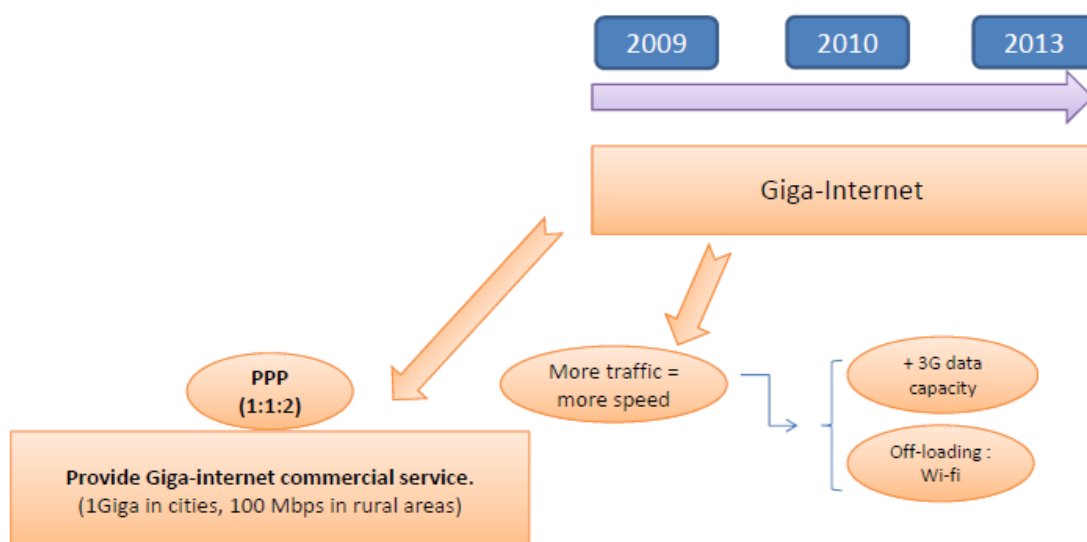 2009
2010
2013
Giga-Internet
PPP
(1:1:2)
Provide Giga-internet commercial service.
(1Giga in cities, 100 Mbps in rural areas)
More traffic =
more speed
+ 3G data
capacity
Off-loading :
Wi-fi